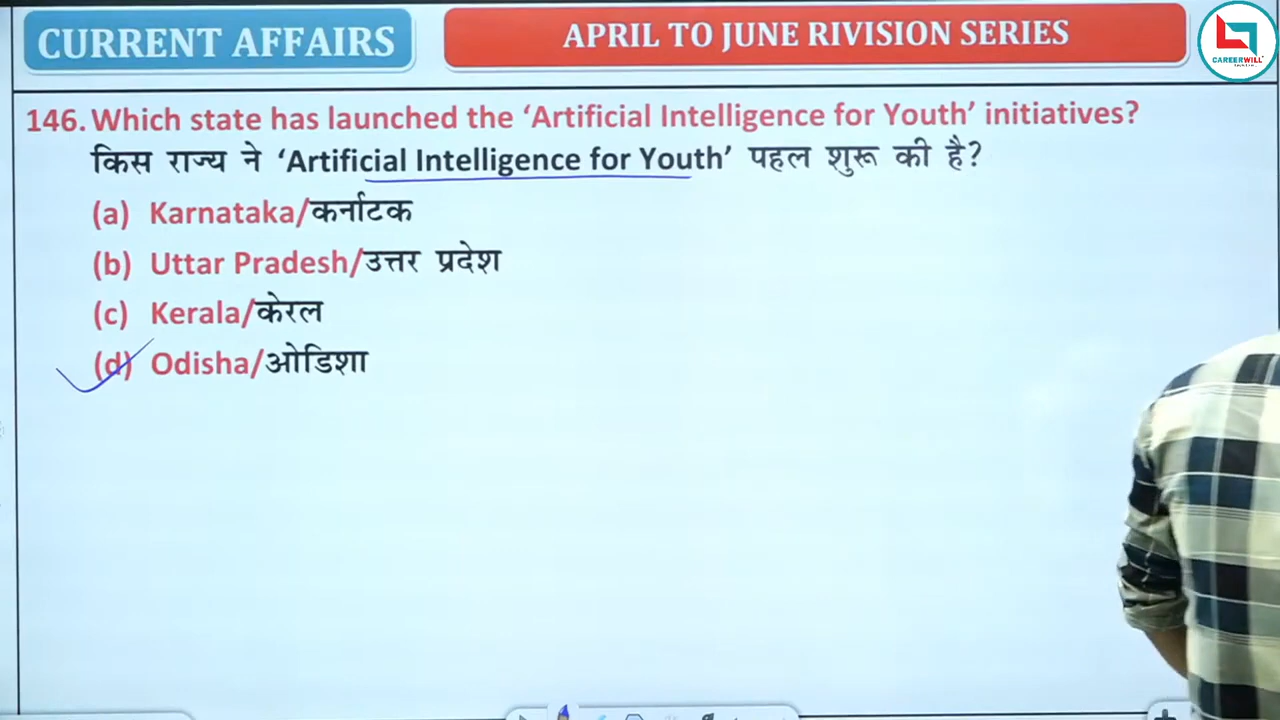 CURRENT AFFAIRS
APRIL TO JUNE RIVISION SERIES
CAREERWILL
146. Which state has launched the ‘Artificial Intelligence for Youth’ initiatives?
किस राज्य ने ‘Artificial Intelligence for Youth’ पहल शुरू की है?
(a) Karnataka/कर्नाटक
(b) Uttar Pradesh/उत्तर प्रदेश
(c) Kerala/केरल
(d) Odisha/ओडिशा